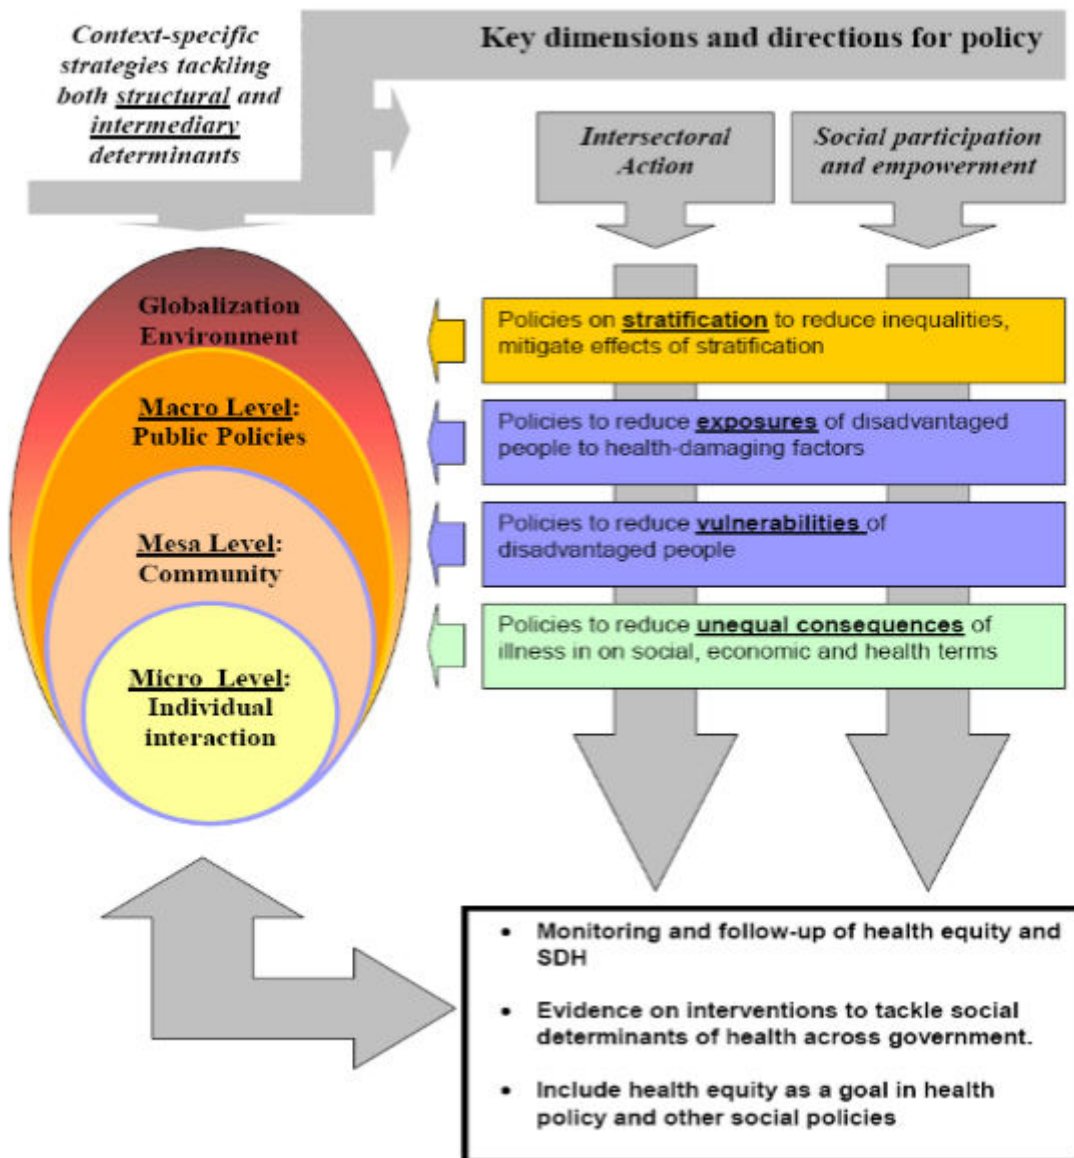 Context-specific
strategies tackling
both structural and
intermediary
determinants
Key dimensions and directions for policy
Intersectoral
Action
Social participation
and empowerment
Globalization
Environment
Macro Level:
Public Policies
Mesa Level:
Community
Micro Level:
Individual
interaction
Policies on stratification to reduce inequalities,
mitigate effects of stratification
Policies to reduce exposures of disadvantaged
people to health-damaging factors
Policies to reduce vulnerabilities of
disadvantaged people
Policies to reduce unequal consequences of
illness in on social, economic and health terms
• Monitoring and follow-up of health equity and
SDH
• Evidence on interventions to tackle social
determinants of health across government.
• Include health equity as a goal in health
policy and other social policies